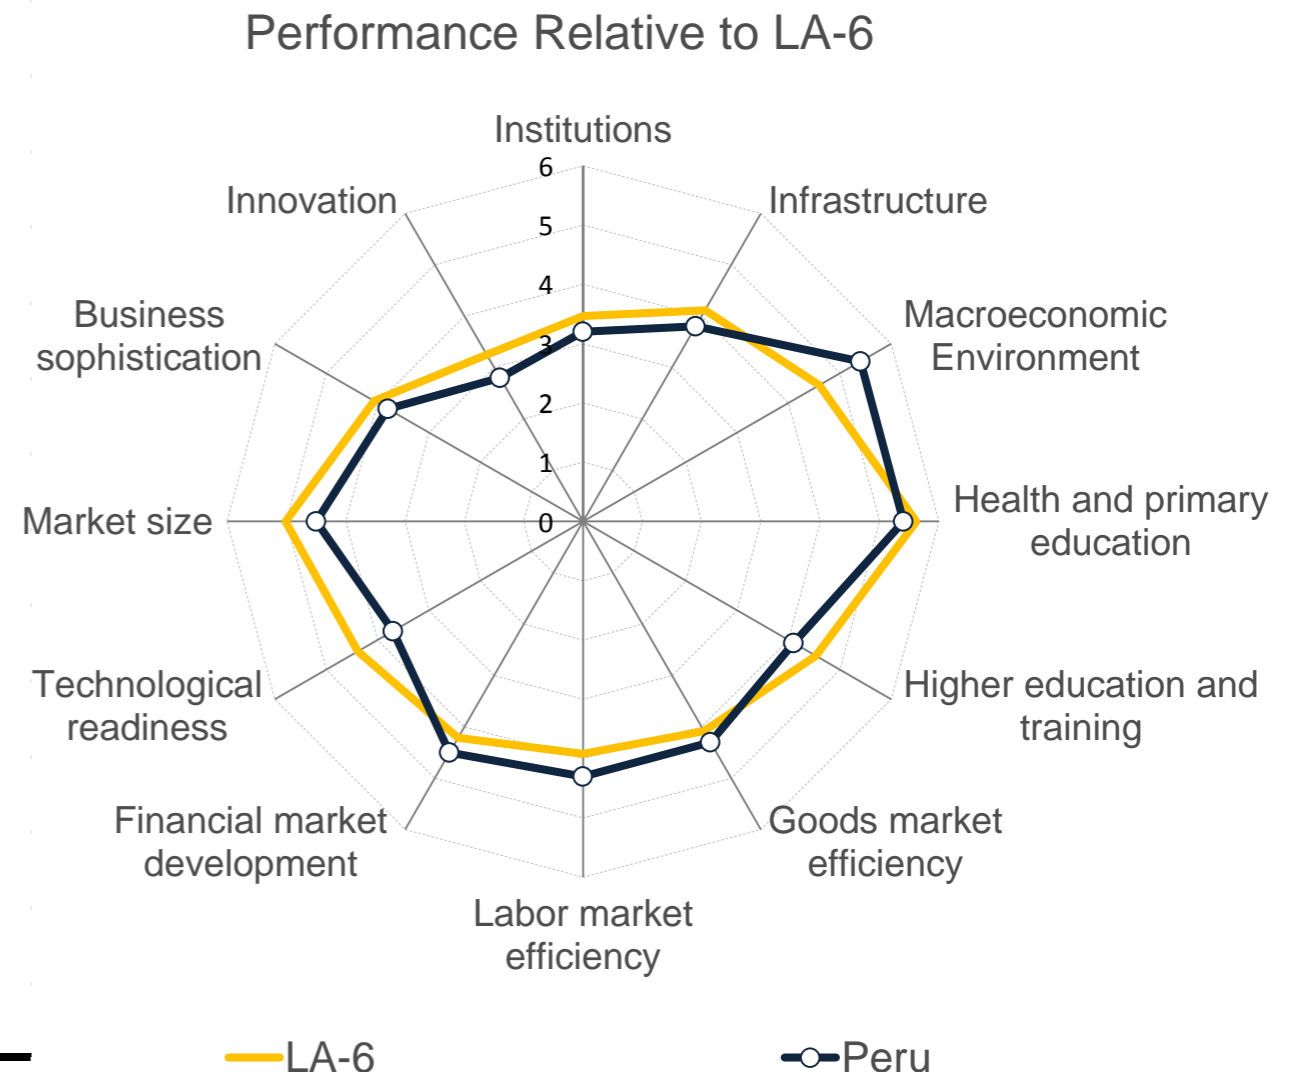 Performance Relative to LA-6
Institutions
6
Innovation
Infrastructure
5
4
Business
sophistication
Macroeconomic
Environment
3
2
1
Market size
0
Health and primary
education
Technological
readiness
Higher education and
training
Financial market
development
Goods market
efficiency
Labor market
efficiency
LA-6
Peru